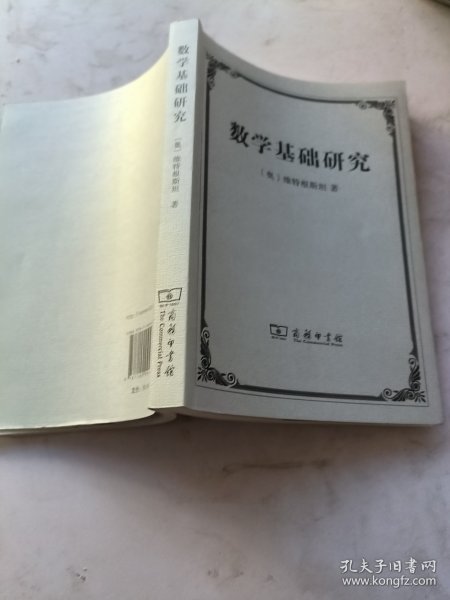 数学基础研究
〔奥〕维特根斯坦 著
商务印书馆
The Commercial Press
数学基础研究
〔奥〕维特根斯坦 著
商务印书馆
The Commercial Press
孔夫子旧书网
www.kongfz.com